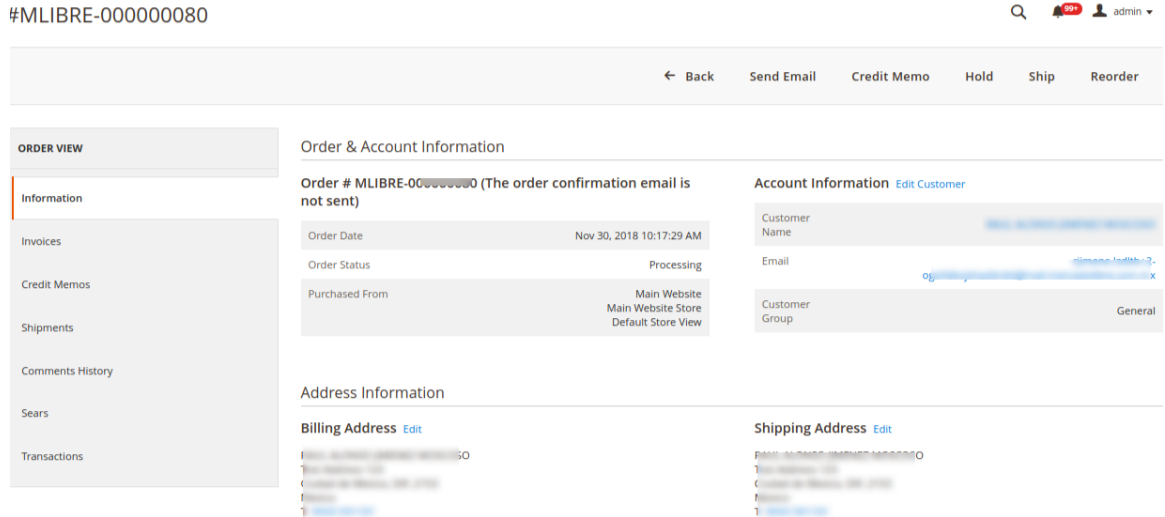 #MLIBRE-000000080
99+
admin
Back
Send Email
Credit Memo
Hold
Ship
Reorder
ORDER VIEW
Information
Invoices
Credit Memos
Shipments
Comments History
Sears
Transactions
Order & Account Information
Order # MLIBRE-00 0 (The order confirmation email is
not sent)
Order Date Nov 30, 2018 10:17:29 AM
Order Status Processing
Purchased From Main Website
Main Website Store
Default Store View
Account Information Edit Customer
Customer
Name
Email
Customer
Group
General
Address Information
Billing Address Edit
Shipping Address Edit